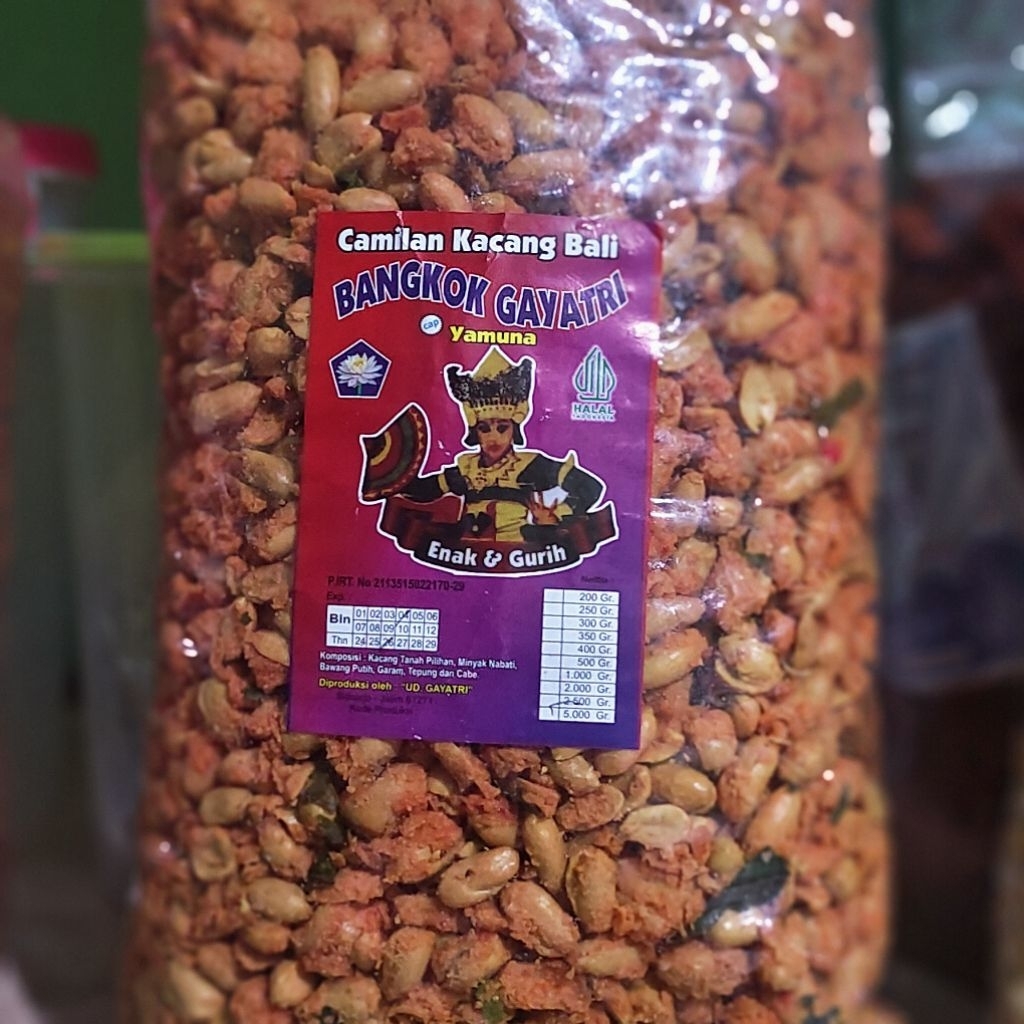 Camilan Kacang Bali
BANGKOK GAYATRI
cap Yamuna
HALAL
INDONESIA
Enak & Gurih
P.IRT. No 2113515022170-29
Exp.
Netto
Bln 01 02 03 04 05 06
07 08 09 10 11 12
Thn 24 25 26 27 28 29
200 Gr.
250 Gr.
300 Gr.
350 Gr.
400 Gr.
500 Gr.
1.000 Gr.
2.000 Gr.
2.500 Gr.
5.000 Gr.
Komposisi : Kacang Tanah Pilihan, Minyak Nabati,
Bawang Putih, Garam, Tepung dan Cabe.
Diproduksi oleh : "UD. GAYATRI"
Kode Produksi